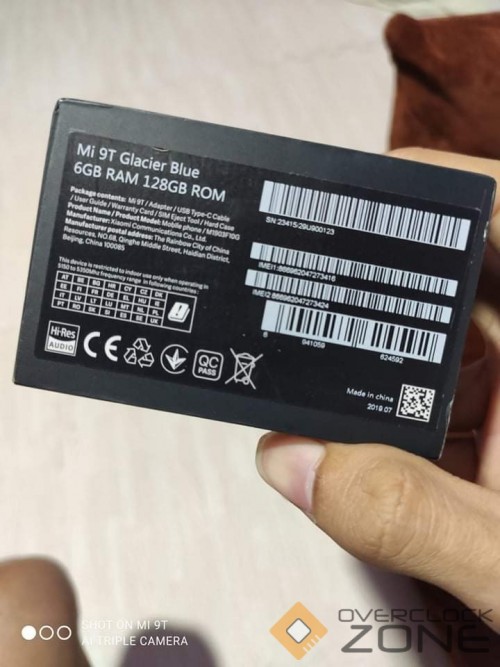 Mi 9T Glacier Blue
6GB RAM 128GB ROM
Package contents: Mi 9T / Adapter / USB Type-C Cable
/ User Guide / Warranty Card / SIM Eject Tool / Hard Case
Product Name / Product Model: Mobile phone / M1903F10G
Manufacturer: Xiaomi Communications Co., Ltd.
Manufacturer postal address: The Rainbow City of China
Resources, NO.68, Qinghe Middle Street, Haidian District,
Beijing, China 100085
This device is restricted to indoor use only when operating in
5150 to 5350Mhz frequency range in following countries
AT BE BG HR CY CZ DK
EE FI FR DE EL HU IE
IT LV LT LU MT NL PL
PT RO SK SI ES SE UK
Hi-Res
AUDIO
CE
QC
PASS
SN:23415/29U900123
IMEI1:866962047273416
IMEI2:866962047273424
6 941059 624592
Made in china
2019.07
SHOT ON MI 9T
AI TRIPLE CAMERA
OVERCLOCK
ZONE